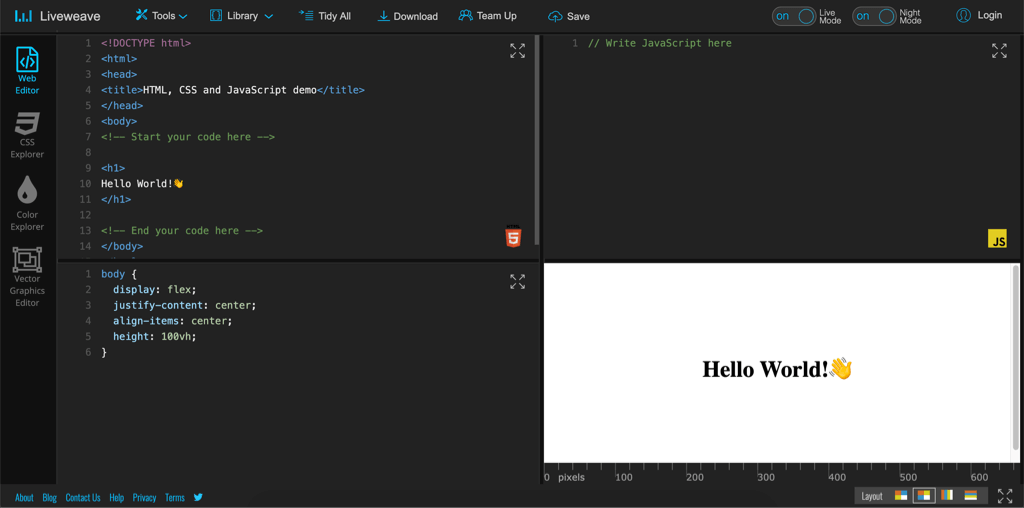 Liveweave
Tools
Library
Tidy All
Download
Team Up
Save
on Live Mode
on Night Mode
Login
Web Editor
CSS Explorer
Color Explorer
Vector Graphics Editor
1 <!DOCTYPE html>
2 <html>
3 <head>
4 <title>HTML, CSS and JavaScript demo</title>
5 </head>
6 <body>
7 <!-- Start your code here -->
8
9 <h1>
10 Hello World!👋
11 </h1>
12
13 <!-- End your code here -->
14 </body>
5
1 // Write JavaScript here
JS
1 body {
2 display: flex;
3 justify-content: center;
4 align-items: center;
5 height: 100vh;
6 }
Hello World!👋
0 pixels 100 200 300 400 500 600
About Blog Contact Us Help Privacy Terms
Layout